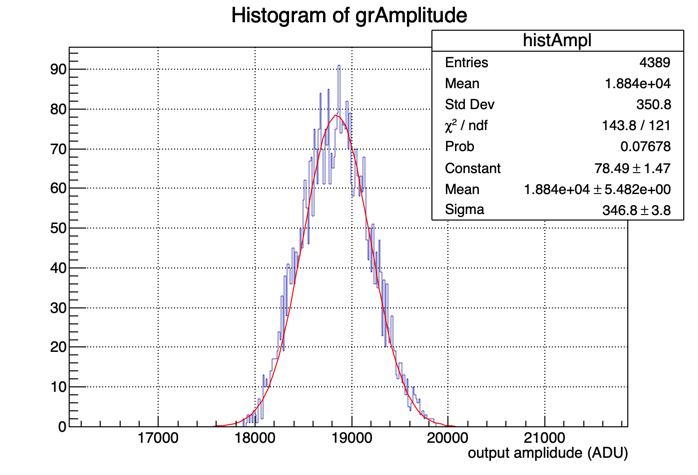 Histogram of grAmplitude
histAmpl
Entries 4389
Mean 1.884e+04
Std Dev 350.8
χ² / ndf 143.8 / 121
Prob 0.07678
Constant 78.49 ± 1.47
Mean 1.884e+04 ± 5.482e+00
Sigma 346.8 ± 3.8
90
80
70
60
50
40
30
20
10
0
17000 18000 19000 20000 21000
output amplidude (ADU)